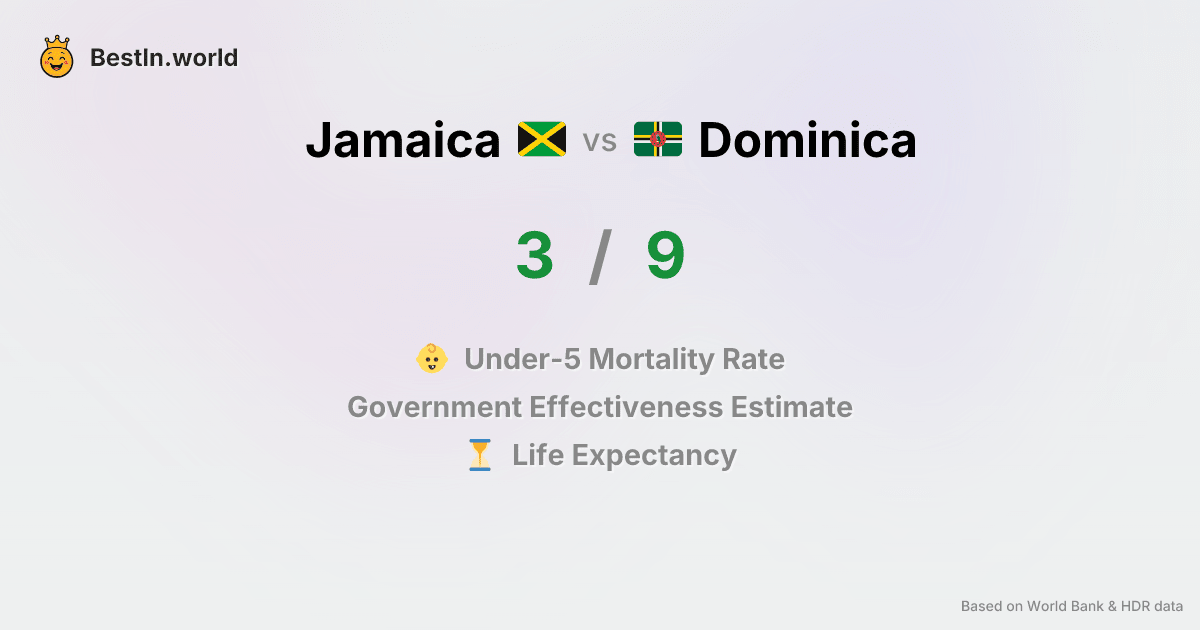 BestIn.world
Jamaica vs Dominica
3 / 9
Under-5 Mortality Rate
Government Effectiveness Estimate
Life Expectancy
Based on World Bank & HDR data